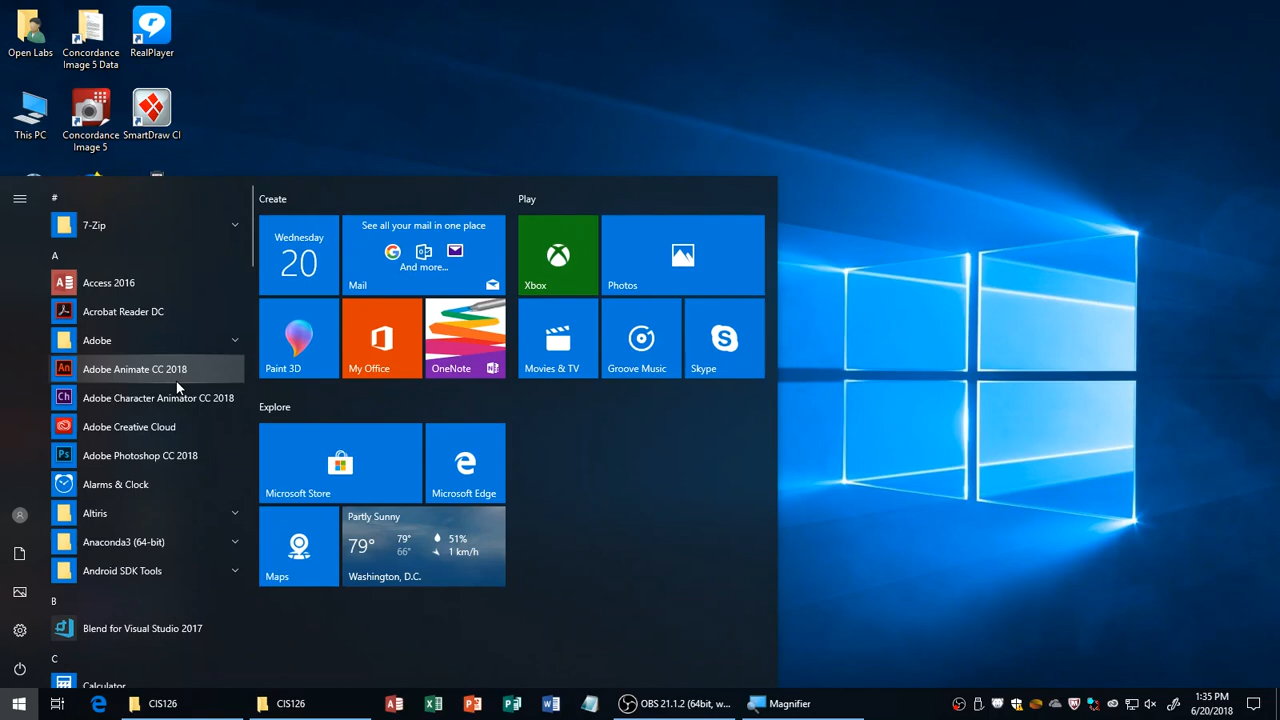 Open Labs
Concordance
Image 5 Data
RealPlayer
This PC
Concordance
Image 5
SmartDraw CI
#
7-Zip
A
Access 2016
Acrobat Reader DC
Adobe
An
Adobe Animate CC 2018
Ch
Adobe Character Animator CC 2018
Adobe Creative Cloud
Ps
Adobe Photoshop CC 2018
Alarms & Clock
Altiris
Anaconda3 (64-bit)
Android SDK Tools
B
Blend for Visual Studio 2017
C
Calculator
Create
Wednesday
20
See all your mail in one place
And more...
Mail
Paint 3D
My Office
OneNote
Explore
Microsoft Store
Microsoft Edge
Maps
Partly Sunny
79°
79°
66°
51%
1 km/h
Washington, D.C.
Play
Xbox
Photos
Movies & TV
Groove Music
Skype
CIS126
CIS126
OBS 21.1.2 (64bit, w...
Magnifier
1:35 PM
6/20/2018